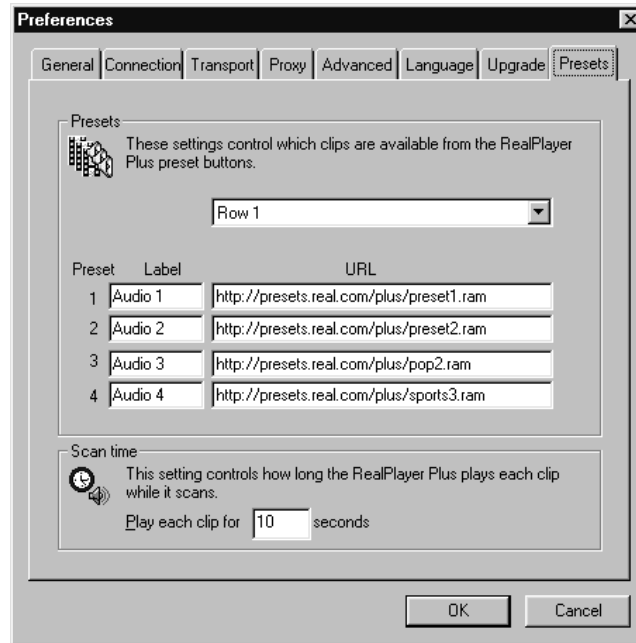 Preferences
General Connection Transport Proxy Advanced Language Upgrade Presets
Presets
These settings control which clips are available from the RealPlayer
Plus preset buttons.
Row 1
Preset Label URL
1 Audio 1 http://presets.real.com/plus/preset1.ram
2 Audio 2 http://presets.real.com/plus/preset2.ram
3 Audio 3 http://presets.real.com/plus/pop2.ram
4 Audio 4 http://presets.real.com/plus/sports3.ram
Scan time
This setting controls how long the RealPlayer Plus plays each clip
while it scans.
Play each clip for 10 seconds
OK Cancel